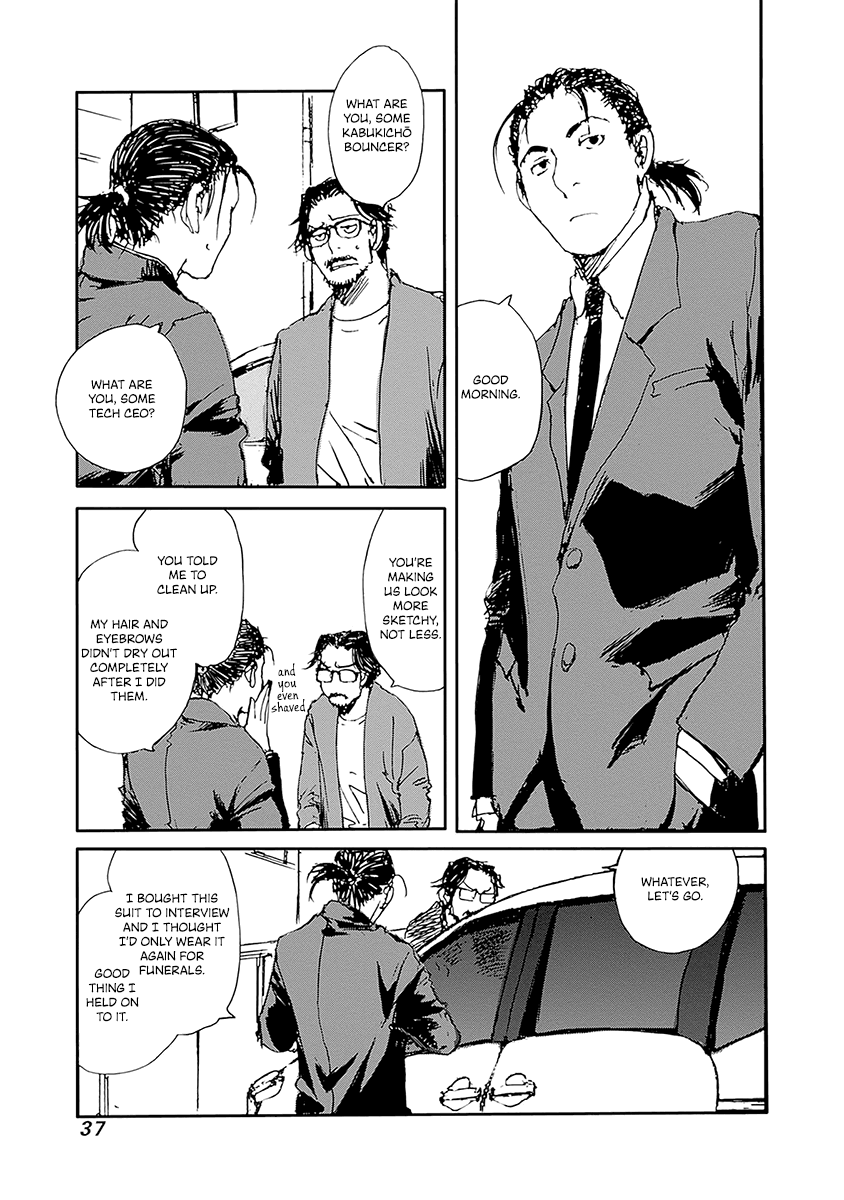 GOOD
MORNING.
WHAT ARE
YOU, SOME
KABUKICHŌ
BOUNCER?
WHAT ARE
YOU, SOME
TECH CEO?
YOU'RE
MAKING
US LOOK
MORE
SKETCHY,
NOT LESS.
and
you
even
shaved
YOU TOLD
ME TO
CLEAN UP.
MY HAIR AND
EYEBROWS
DIDN'T DRY OUT
COMPLETELY
AFTER I DID
THEM.
WHATEVER,
LET'S GO.
I BOUGHT THIS
SUIT TO INTERVIEW
AND I THOUGHT
I'D ONLY WEAR IT
AGAIN FOR
FUNERALS.
GOOD
THING I
HELD ON
TO IT.
37